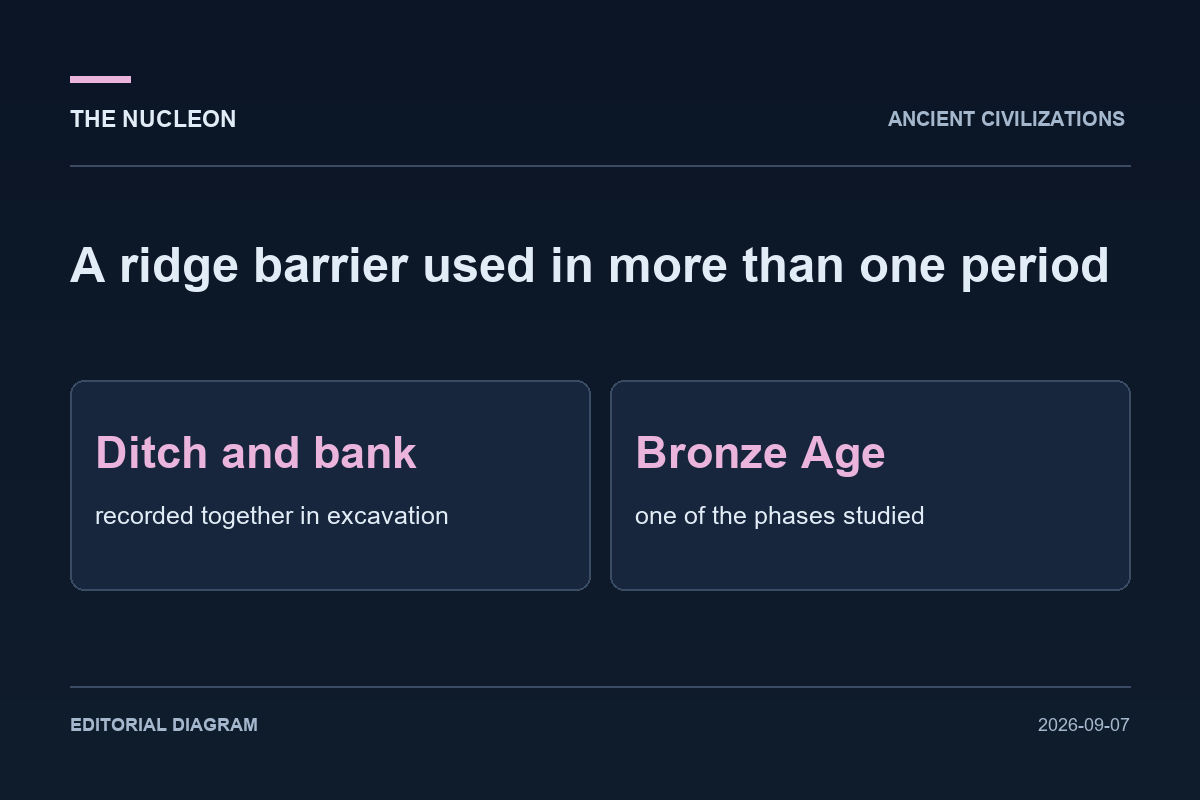 THE NUCLEON
ANCIENT CIVILIZATIONS
A ridge barrier used in more than one period
Ditch and bank
recorded together in excavation
Bronze Age
one of the phases studied
EDITORIAL DIAGRAM
2026-09-07